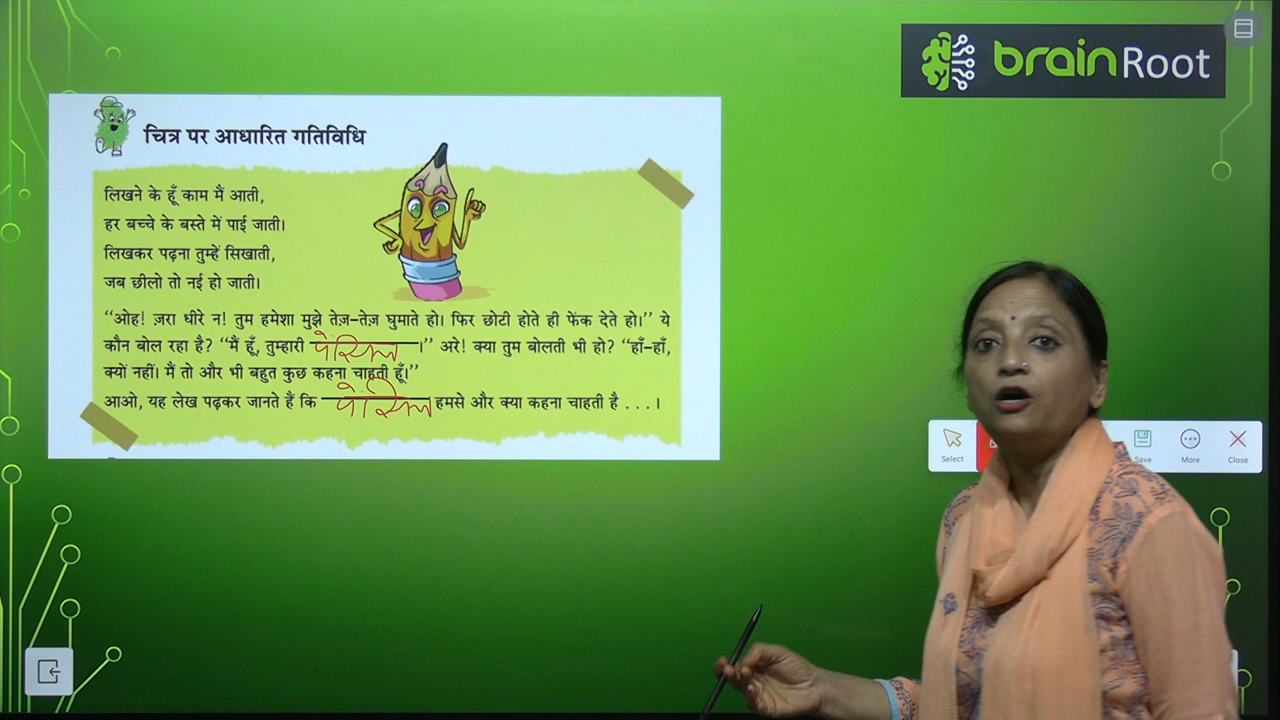 brainRoot
चित्र पर आधारित गतिविधि
लिखने के हूँ काम मैं आती,
हर बच्चे के बस्ते में पाई जाती।
लिखकर पढ़ना तुम्हें सिखाती,
जब छीलो तो नई हो जाती।
“ओह! ज़रा धीरे न! तुम हमेशा मुझे तेज़-तेज़ घुमाते हो। फिर छोटी होते ही फेंक देते हो।” ये
कौन बोल रहा है? “मैं हूँ, तुम्हारी पेंसिल ।” अरे! क्या तुम बोलती भी हो? “हाँ-हाँ,
क्यों नहीं। मैं तो और भी बहुत कुछ कहना चाहती हूँ।”
आओ, यह लेख पढ़कर जानते हैं कि पेंसिल हमसे और क्या कहना चाहती है . . . ।
Select
Save
More
Close